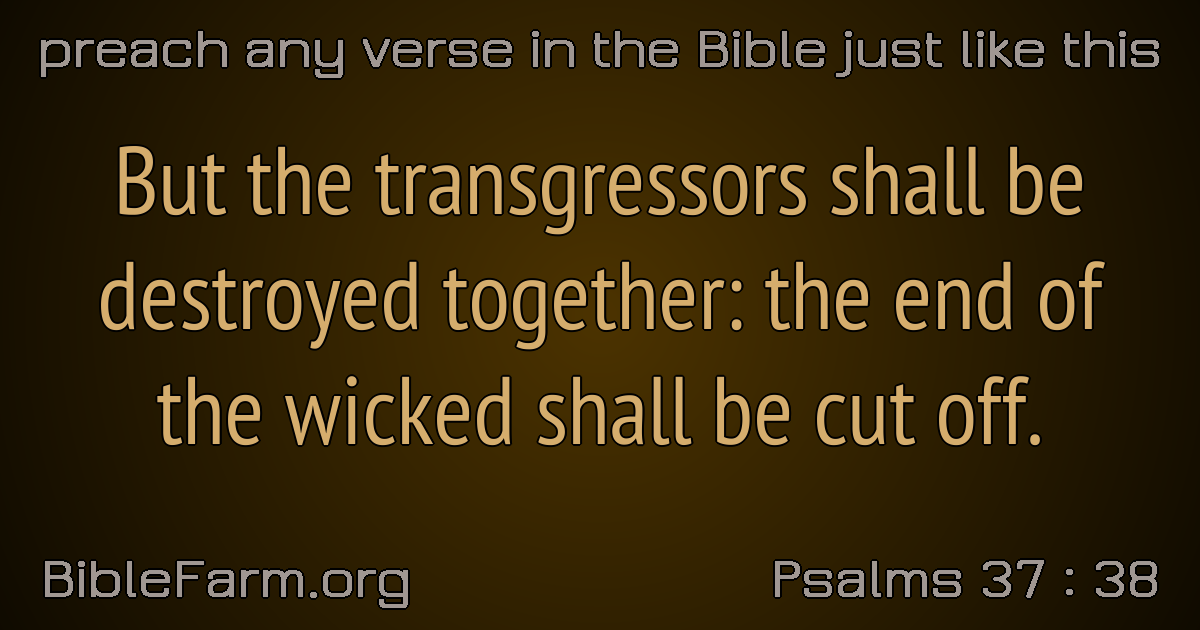 preach any verse in the Bible just like this
But the transgressors shall be
destroyed together: the end of
the wicked shall be cut off.
BibleFarm.org
Psalms 37 : 38